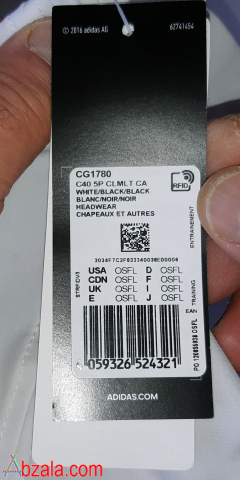 © 2016 adidas AG
62741454
CG1780
C40 5P CLMLT CA
WHITE/BLACK/BLACK
BLANC/NOIR/NOIR
HEADWEAR
CHAPEAUX ET AUTRES
RFID
ENTRAINEMENT
TRAINING
USA OSFL D OSFL
CDN OSFL F OSFL
UK OSFL I OSFL
E OSFL J OSFL
EAN
059326 524321
ADIDAS.COM
Abzala.com